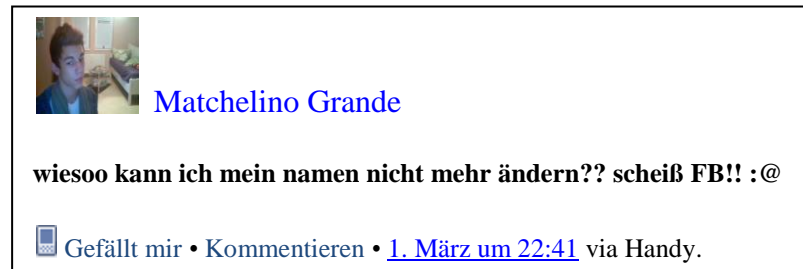 Matchelino Grande
wiesoo kann ich mein namen nicht mehr ändern?? scheiß FB!! :@
Gefällt mir • Kommentieren • 1. März um 22:41 via Handy.